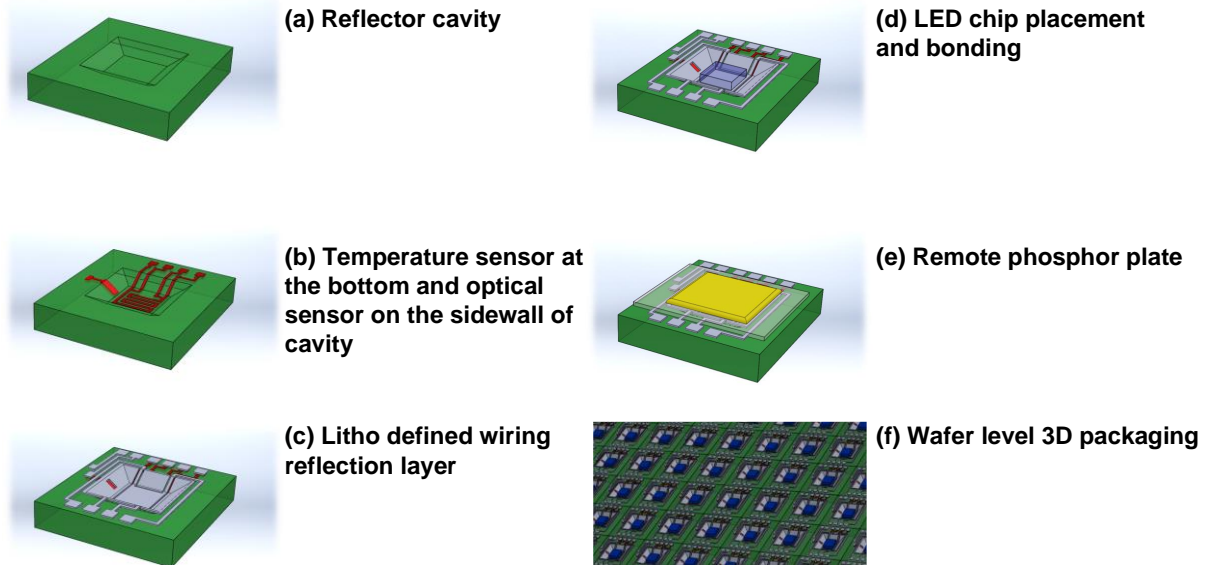 (a) Reflector cavity
(b) Temperature sensor at
the bottom and optical
sensor on the sidewall of
cavity
(c) Litho defined wiring
reflection layer
(d) LED chip placement
and bonding
(e) Remote phosphor plate
(f) Wafer level 3D packaging